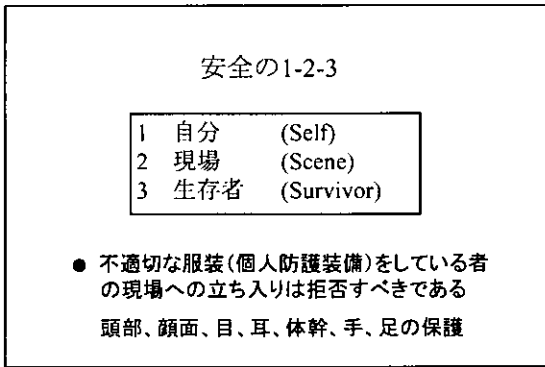 安全の1-2-3
1 自分 (Self)
2 現場 (Scene)
3 生存者 (Survivor)
● 不適切な服装(個人防護装備)をしている者
の現場への立ち入りは拒否すべきである
頭部、顔面、目、耳、体幹、手、足の保護